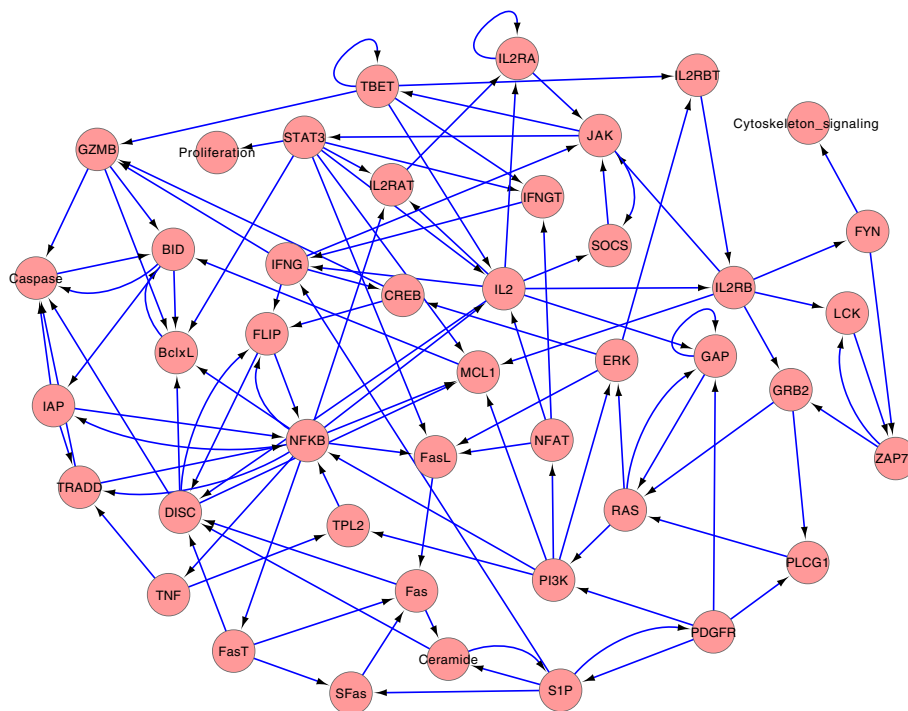 IL2RA
TBET
IL2RBT
Cytoskeleton_signaling
STAT3
JAK
GZMB
Proliferation
IL2RAT
IFNGT
FYN
BID
SOCS
IFNG
Caspase
CREB
IL2
IL2RB
LCK
FLIP
BclxL
GAP
ERK
MCL1
GRB2
IAP
NFKB
NFAT
FasL
ZAP7
TRADD
DISC
RAS
TPL2
PLCG1
PI3K
TNF
Fas
PDGFR
FasT
Ceramide
SFas
S1P